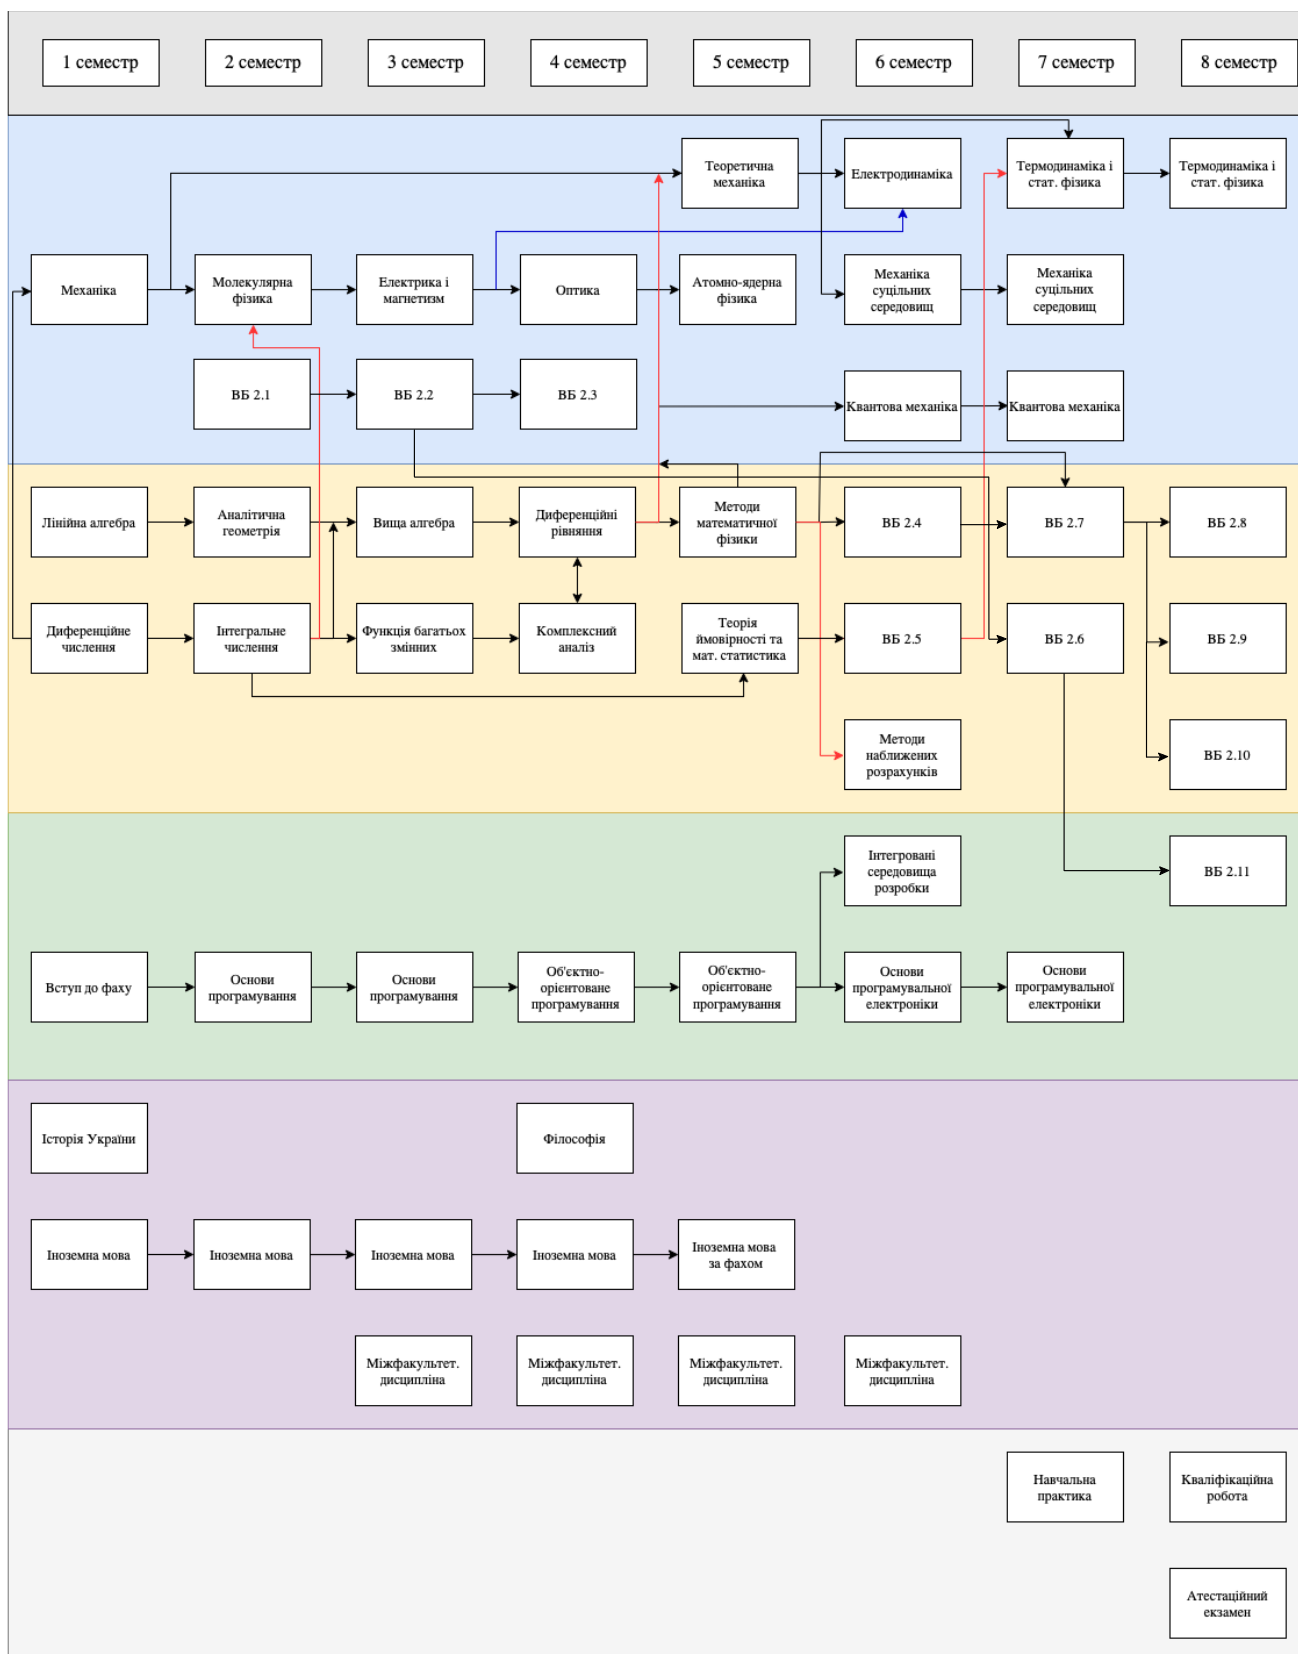 1 семестр
2 семестр
3 семестр
4 семестр
5 семестр
6 семестр
7 семестр
8 семестр
Теоретична
механіка
Електродинаміка
Термодинаміка і
стат. фізика
Термодинаміка і
стат. фізика
Механіка
Молекулярна
фізика
Електрика і
магнетизм
Оптика
Атомно-ядерна
фізика
Механіка
суцільних
середовищ
Механіка
суцільних
середовищ
ВБ 2.1
ВБ 2.2
ВБ 2.3
Квантова механіка
Квантова механіка
Лінійна алгебра
Аналітична
геометрія
Вища алгебра
Диференційні
рівняння
Методи
математичної
фізики
ВБ 2.4
ВБ 2.7
ВБ 2.8
Диференційне
числення
Інтегральне
числення
Функція багатьох
змінних
Комплексний
аналіз
Теорія
ймовірності та
мат. статистика
ВБ 2.5
ВБ 2.6
ВБ 2.9
Методи
наближених
розрахунків
ВБ 2.10
Інтегровані
середовища
розробки
ВБ 2.11
Вступ до фаху
Основи
програмування
Основи
програмування
Об'єктно-
орієнтоване
програмування
Об'єктно-
орієнтоване
програмування
Основи
програмувальної
електроніки
Основи
програмувальної
електроніки
Історія України
Філософія
Іноземна мова
Іноземна мова
Іноземна мова
Іноземна мова
Іноземна мова
за фахом
Міжфакультет.
дисципліна
Міжфакультет.
дисципліна
Міжфакультет.
дисципліна
Міжфакультет.
дисципліна
Навчальна
практика
Кваліфікаційна
робота
Атестаційний
екзамен